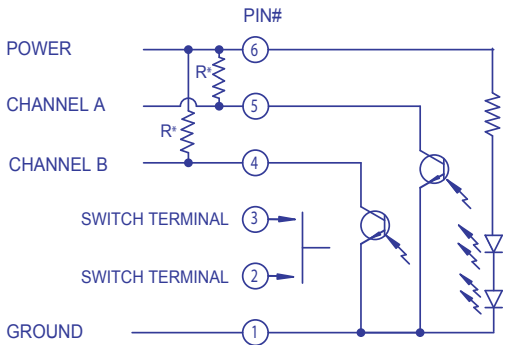 PIN#
POWER 6
R*
CHANNEL A 5
R*
CHANNEL B 4
SWITCH TERMINAL 3
SWITCH TERMINAL 2
GROUND 1